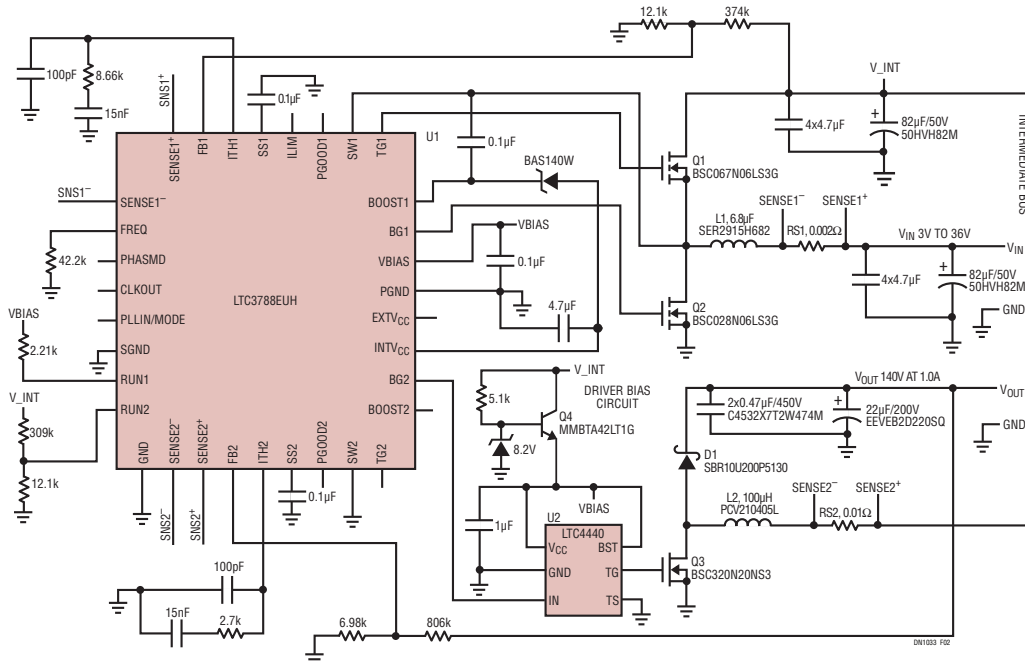 12.1k
374k
100pF
8.66k
15nF
SNS1+
0.1µF
V_INT
4x4.7µF
+
82µF/50V
50HVH82M
INTERMEDIATE BUS
SENSE1+
FB1
ITH1
SS1
ILIM
PGOOD1
SW1
TG1
U1
0.1µF
BAS140W
Q1
BSC067N06LS3G
SNS1–
SENSE1–
FREQ
PHASMD
CLKOUT
PLLIN/MODE
SGND
RUN1
RUN2
LTC3788EUH
BOOST1
BG1
VBIAS
PGND
EXTVCC
INTVCC
BG2
BOOST2
42.2k
VBIAS
2.21k
V_INT
309k
12.1k
VBIAS
0.1µF
4.7µF
L1, 6.8µF
SER2915H682
SENSE1–
SENSE1+
RS1, 0.002Ω
VIN 3V TO 36V
VIN
4x4.7µF
+
82µF/50V
50HVH82M
GND
Q2
BSC028N06LS3G
GND
SENSE2–
SENSE2+
FB2
ITH2
SS2
PGOOD2
SW2
TG2
SNS2–
SNS2+
0.1µF
V_INT
DRIVER BIAS
CIRCUIT
5.1k
Q4
MMBTA42LT1G
8.2V
VOUT 140V AT 1.0A
VOUT
2x0.47µF/450V
C4532X7T2W474M
+
22µF/200V
EEVEB2D220SQ
GND
D1
SBR10U200P5130
L2, 100µH
PCV210405L
SENSE2–
SENSE2+
RS2, 0.01Ω
1µF
VBIAS
U2
LTC4440
VCC
BST
GND
TG
IN
TS
Q3
BSC320N20NS3
100pF
15nF
2.7k
6.98k
806k
DN1033 F02